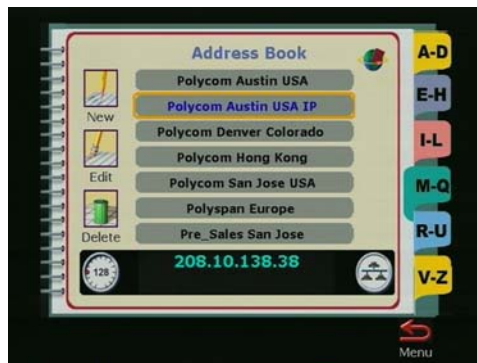 Address Book
A-D
Polycom Austin USA
E-H
New
Polycom Austin USA IP
Polycom Denver Colorado
I-L
Polycom Hong Kong
Edit
Polycom San Jose USA
M-Q
Polyspan Europe
Delete
Pre_Sales San Jose
R-U
128
208.10.138.38
V-Z
Menu